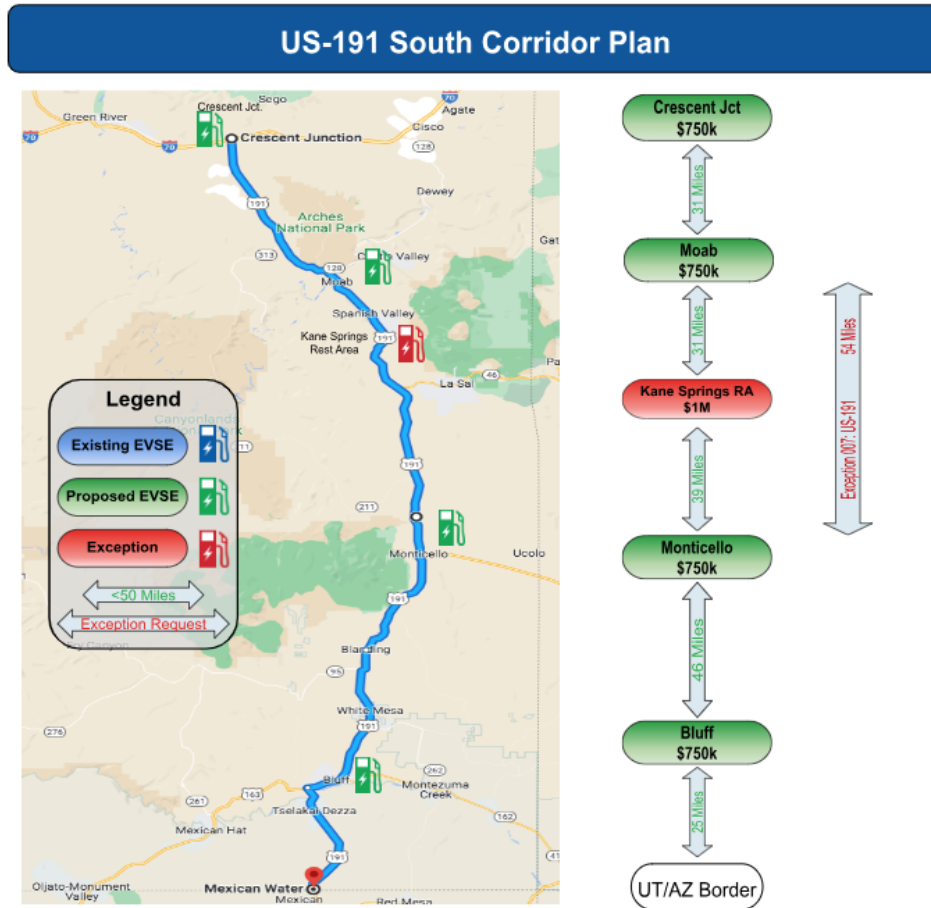 US-191 South Corridor Plan
Sego
Crescent Jct.
70
Agate
Green River
Cisco
70
Crescent Junction
128
Dewey
191
Arches
National Park
313
128
Valley
Moab
Spanish Valley
Kane Springs
Rest Area
191
46
La Sal
191
211
Monticello
Ucolo
191
Blanding
95
White Mesa
191
276
Bluff
262
Montezuma
Creek
261
163
Tselakai Dezza
162
Mexican Hat
191
Oljato-Monument
Valley
Mexican Water
Mexican
Red Mesa
Legend
Existing EVSE
Proposed EVSE
Exception
<50 Miles
Exception Request
Crescent Jct
$750k
31 Miles
Moab
$750k
31 Miles
Kane Springs RA
$1M
39 Miles
Monticello
$750k
46 Miles
Bluff
$750k
25 Miles
UT/AZ Border
Exception 007: US-191 54 Miles